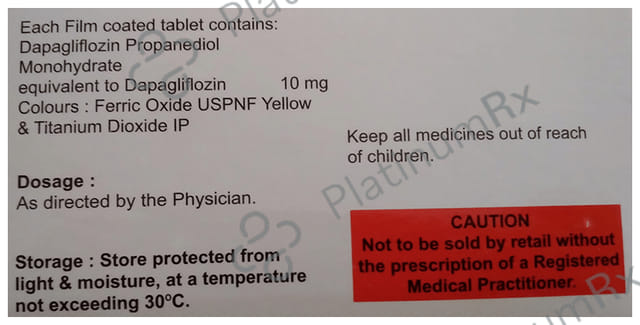 Each Film coated tablet contains:
Dapagliflozin Propanediol
Monohydrate
equivalent to Dapagliflozin 10 mg
Colours : Ferric Oxide USPNF Yellow
& Titanium Dioxide IP
Dosage :
As directed by the Physician.
Storage : Store protected from
light & moisture, at a temperature
not exceeding 30°C.
Keep all medicines out of reach
of children.
CAUTION
Not to be sold by retail without
the prescription of a Registered
Medical Practitioner.
PlatinumRx
PlatinumRx
PlatinumRx